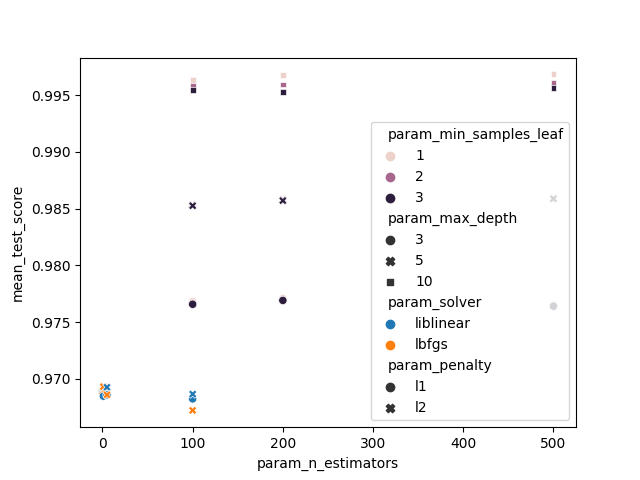 0.995
0.990
0.985
0.980
0.975
0.970
mean_test_score
0
100
200
300
400
500
param_n_estimators
param_min_samples_leaf
1
2
3
param_max_depth
3
5
10
param_solver
liblinear
lbfgs
param_penalty
l1
l2